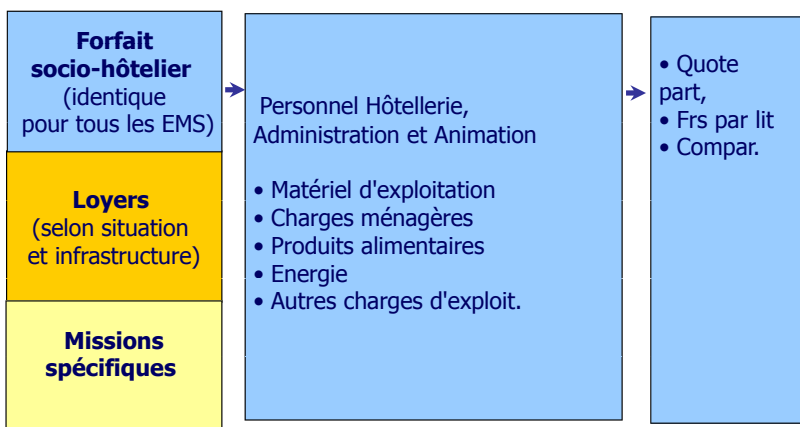 Forfait
socio-hôtelier
(identique
pour tous les EMS)
Loyers
(selon situation
et infrastructure)
Missions
spécifiques
Personnel Hôtellerie,
Administration et Animation
• Matériel d'exploitation
• Charges ménagères
• Produits alimentaires
• Energie
• Autres charges d'exploit.
• Quote
part,
• Frs par lit
• Compar.